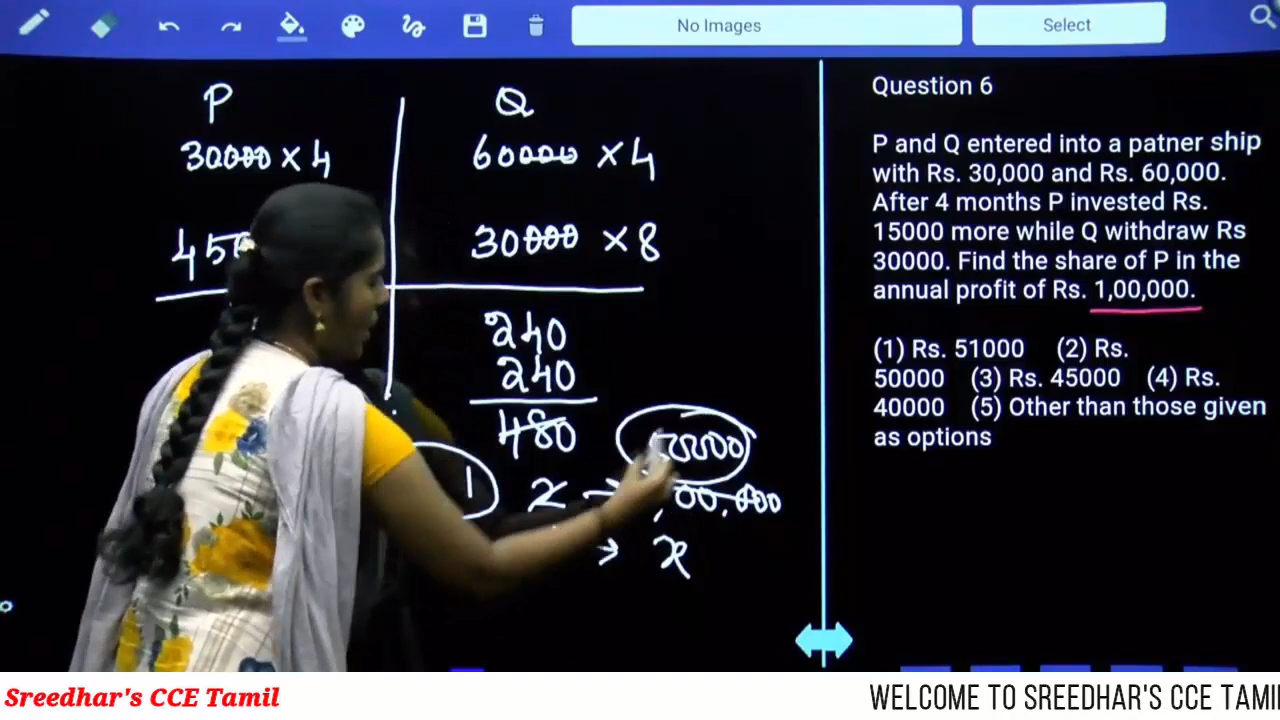 No Images
Select
P
Q
30000 × 4
60000 × 4
30000 × 8
240
240
480
1
x
x
Question 6
P and Q entered into a patner ship
with Rs. 30,000 and Rs. 60,000.
After 4 months P invested Rs.
15000 more while Q withdraw Rs
30000. Find the share of P in the
annual profit of Rs. 1,00,000.
(1) Rs. 51000 (2) Rs.
50000 (3) Rs. 45000 (4) Rs.
40000 (5) Other than those given
as options
Sreedhar's CCE Tamil
WELCOME TO SREEDHAR'S CCE TAMI